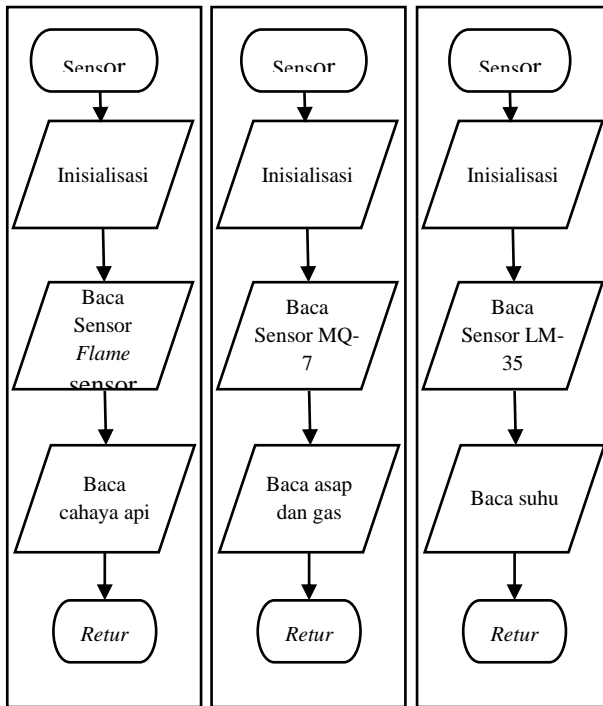 Sensor
Inisialisasi
Baca
Sensor
Flame
sensor
Baca
cahaya api
Retur
Sensor
Inisialisasi
Baca
Sensor MQ-
7
Baca asap
dan gas
Retur
Sensor
Inisialisasi
Baca
Sensor LM-
35
Baca suhu
Retur